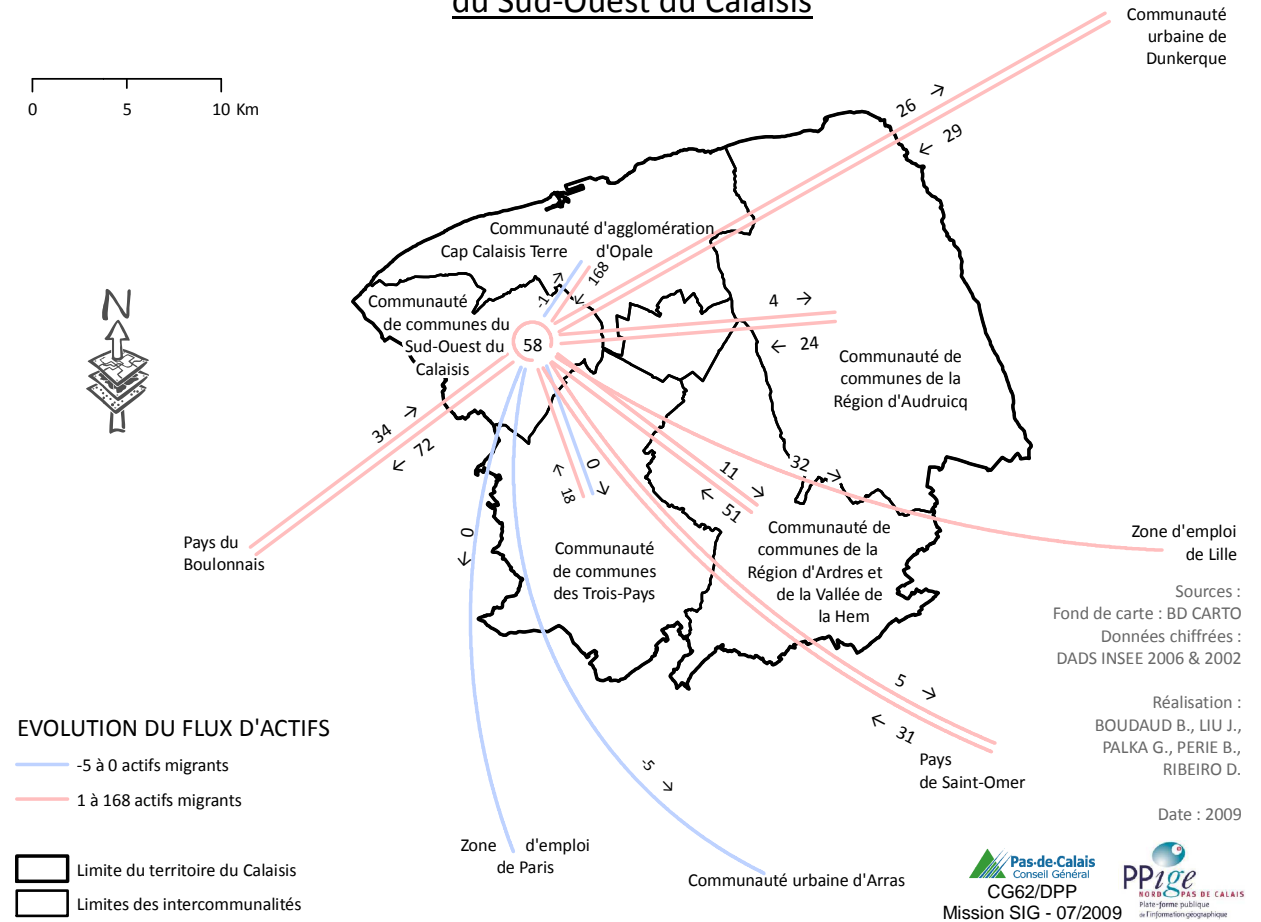 du Sud-Ouest du Calaisis
Communauté
urbaine de
Dunkerque
0 5 10 Km
26
29
Communauté d'agglomération
Cap Calaisis Terre d'Opale
-1
168
N
Communauté
de communes du
Sud-Ouest du
Calaisis
58
4
24
Communauté de
communes de la
Région d'Audruicq
34
72
0
18
11
51
32
Pays du
Boulonnais
0
Communauté
de communes
des Trois-Pays
Communauté de
communes de la
Région d'Ardres et
de la Vallée de
la Hem
Zone d'emploi
de Lille
Sources :
Fond de carte : BD CARTO
Données chiffrées :
DADS INSEE 2006 & 2002
Réalisation :
BOUDAUD B., LIU J.,
PALKA G., PERIE B.,
RIBEIRO D.
Date : 2009
5
31
Pays
de Saint-Omer
-5
EVOLUTION DU FLUX D'ACTIFS
-5 à 0 actifs migrants
1 à 168 actifs migrants
Limite du territoire du Calaisis
Limites des intercommunalités
Zone d'emploi
de Paris
Communauté urbaine d'Arras
Pas-de-Calais
Conseil Général
CG62/DPP
Mission SIG - 07/2009
PPige
NORD PAS DE CALAIS
Plate-forme publique
de l'information géographique